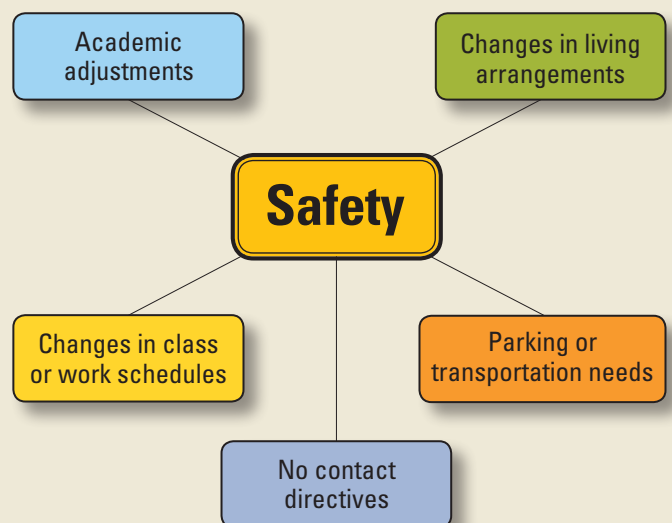 Academic
adjustments
Changes in living
arrangements
Safety
Changes in class
or work schedules
Parking or
transportation needs
No contact
directives